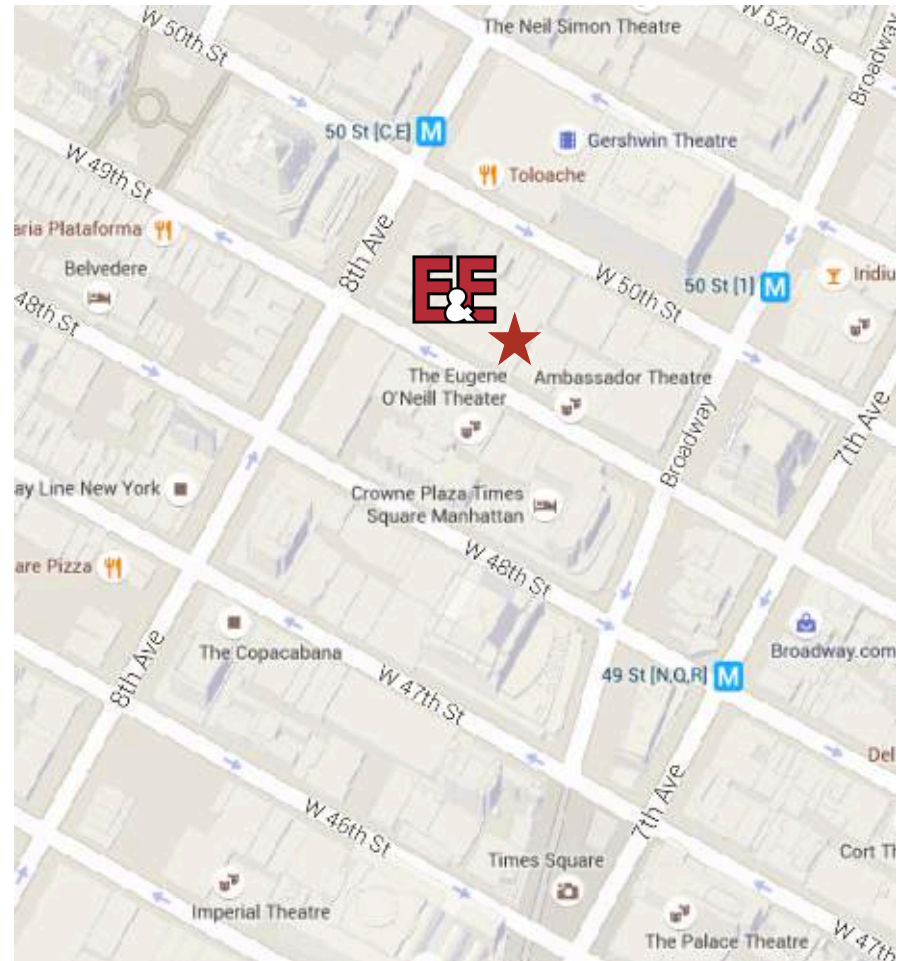 The Neil Simon Theatre
W 52nd St
Broadway
W 50th St
50 St [C,E] M
Gershwin Theatre
Toloache
W 49th St
aria Plataforma
8th Ave
Belvedere
E&E
W 50th St
50 St [1] M
Iridiu
48th St
The Eugene
O'Neill Theater
Ambassador Theatre
Broadway
7th Ave
ay Line New York
Crowne Plaza Times
Square Manhattan
W 48th St
are Pizza
The Copacabana
Broadway.com
8th Ave
49 St [N,Q,R] M
W 47th St
Del
7th Ave
W 46th St
Times Square
Cort Th
Imperial Theatre
The Palace Theatre
W 47th